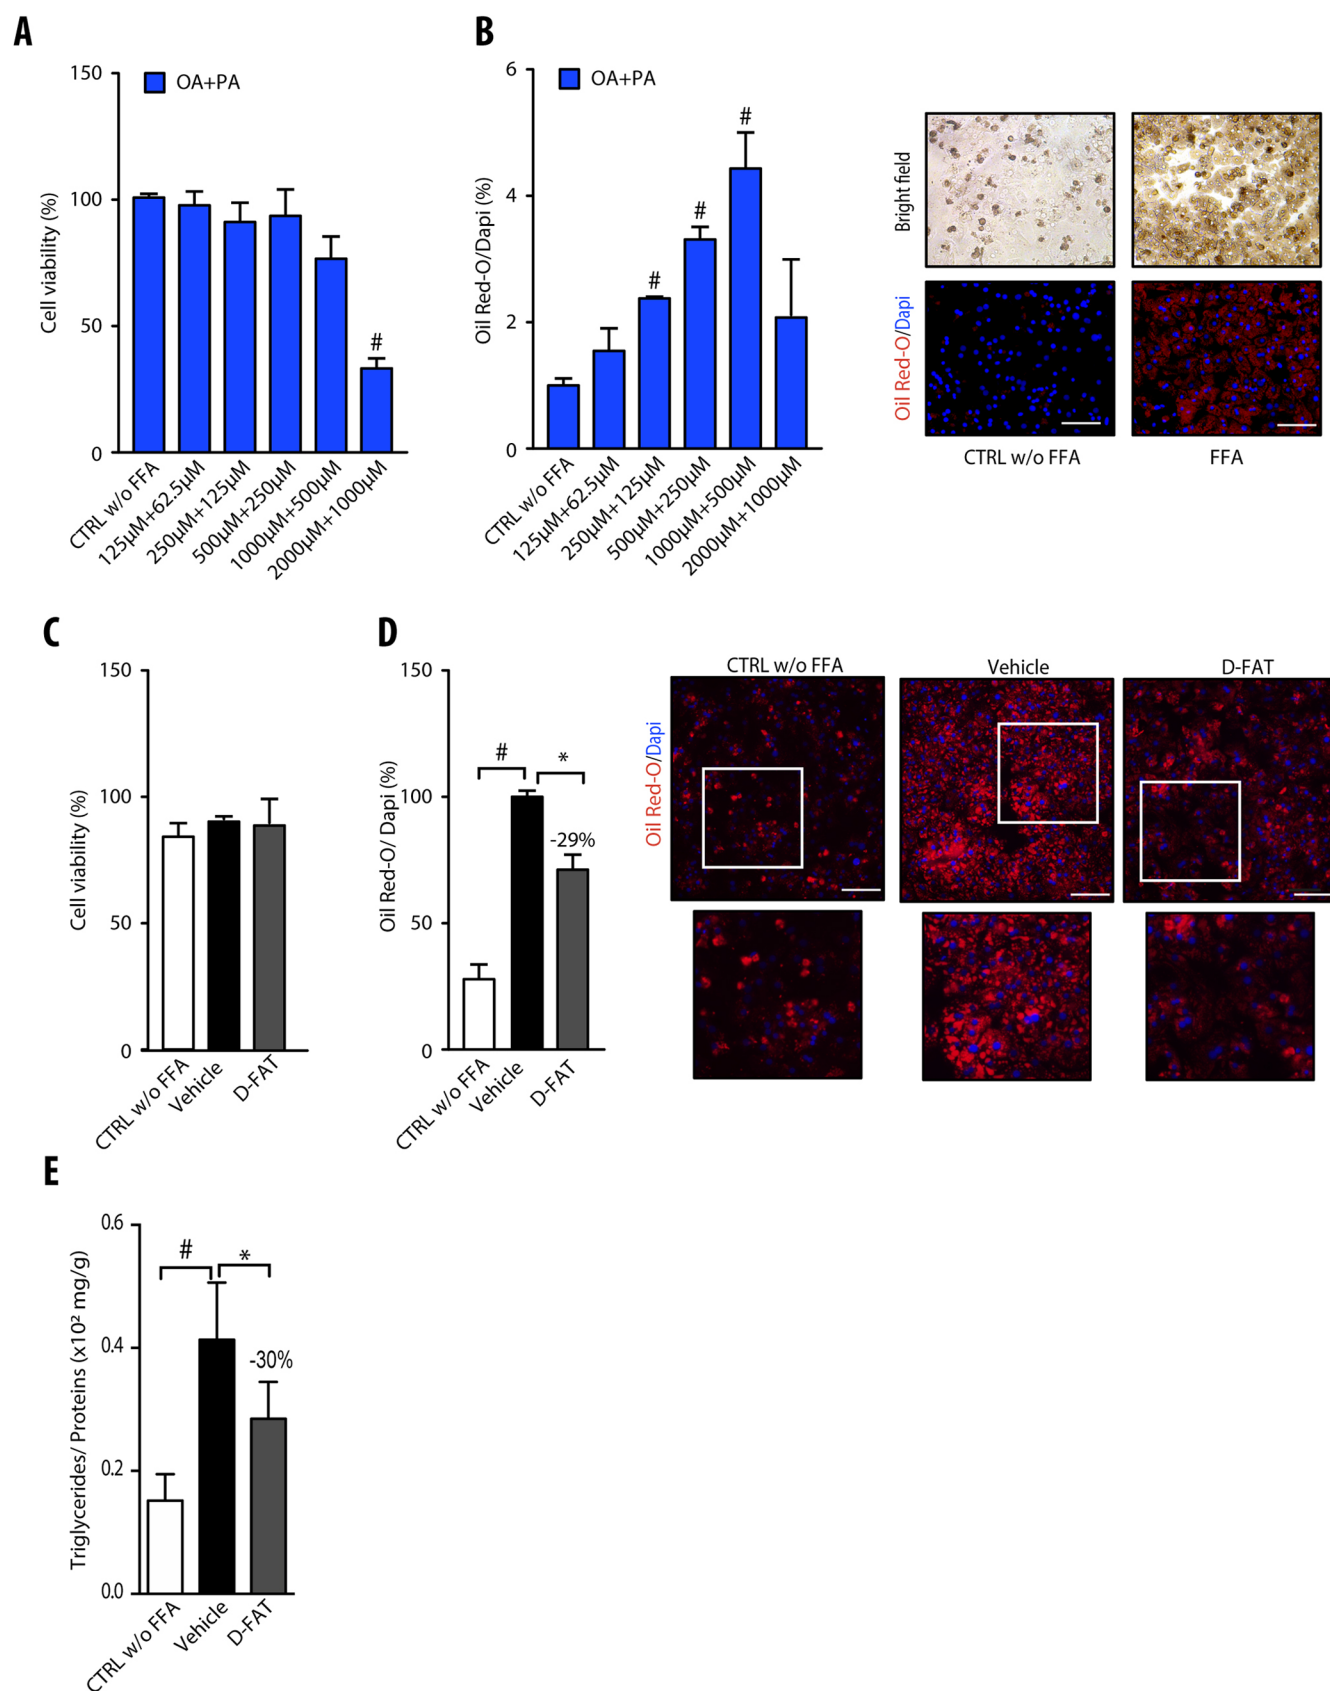 A
150
100
50
0
Cell viability (%)
OA+PA
#
CTRL w/o FFA
125µM+62.5µM
250µM+125µM
500µM+250µM
1000µM+500µM
2000µM+1000µM
B
6
4
2
0
Oil Red-O/Dapi (%)
OA+PA
#
#
#
CTRL w/o FFA
125µM+62.5µM
250µM+125µM
500µM+250µM
1000µM+500µM
2000µM+1000µM
Bright field
Oil Red-O/Dapi
CTRL w/o FFA
FFA
C
150
100
50
0
Cell viability (%)
CTRL w/o FFA
Vehicle
D-FAT
D
150
100
50
0
Oil Red-O/ Dapi (%)
#
*
-29%
CTRL w/o FFA
Vehicle
D-FAT
CTRL w/o FFA
Vehicle
D-FAT
Oil Red-O/Dapi
E
0.6
0.4
0.2
0.0
Triglycerides/ Proteins (x10² mg/g)
#
*
-30%
CTRL w/o FFA
Vehicle
D-FAT